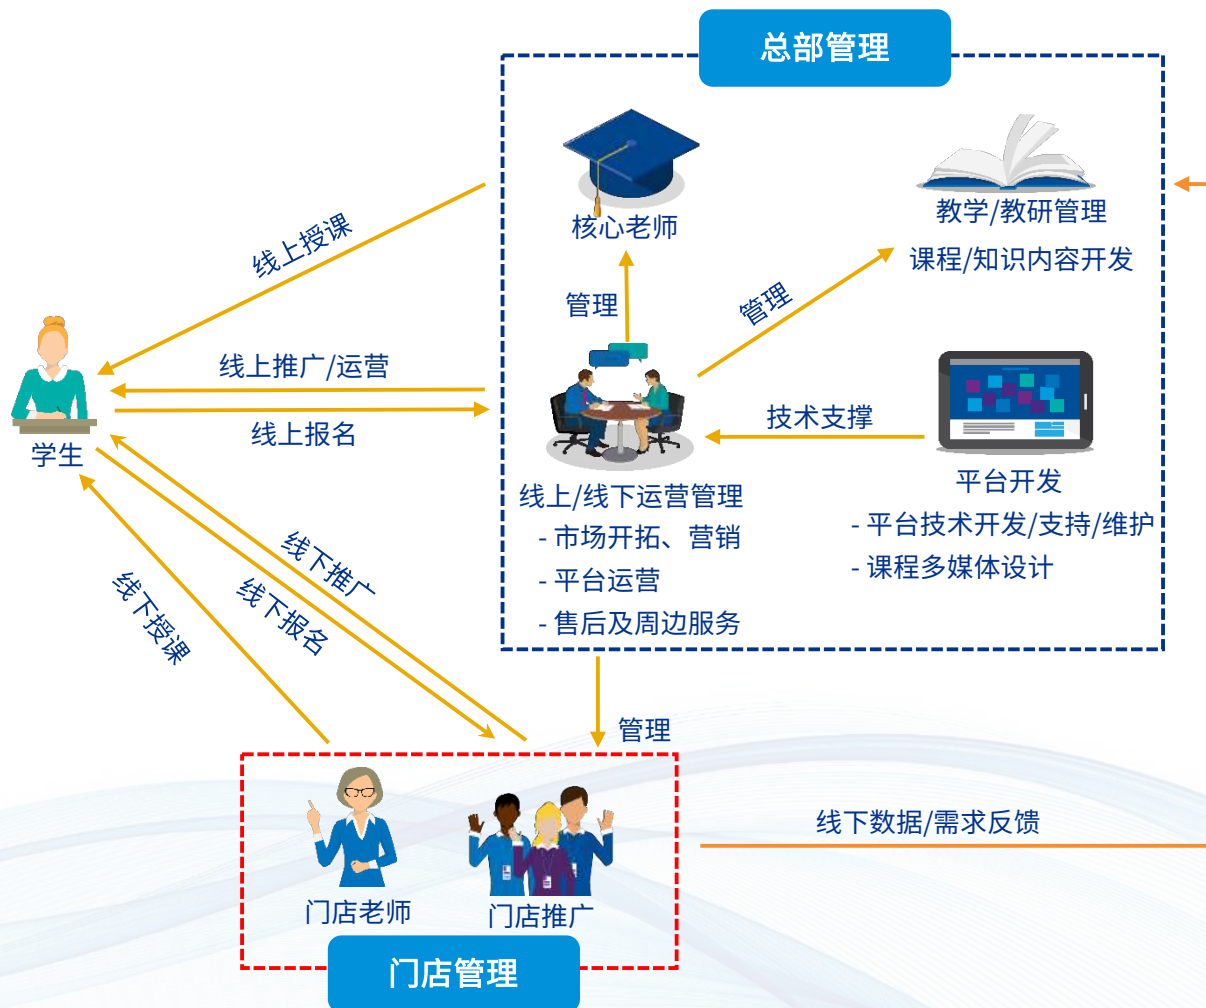 总部管理
核心老师
教学/教研管理
课程/知识内容开发
线上授课
管理
管理
线上推广/运营
线上报名
技术支撑
学生
线上/线下运营管理
- 市场开拓、营销
- 平台运营
- 售后及周边服务
平台开发
- 平台技术开发/支持/维护
- 课程多媒体设计
线下推广
线下报名
线下授课
管理
线下数据/需求反馈
门店老师
门店推广
门店管理